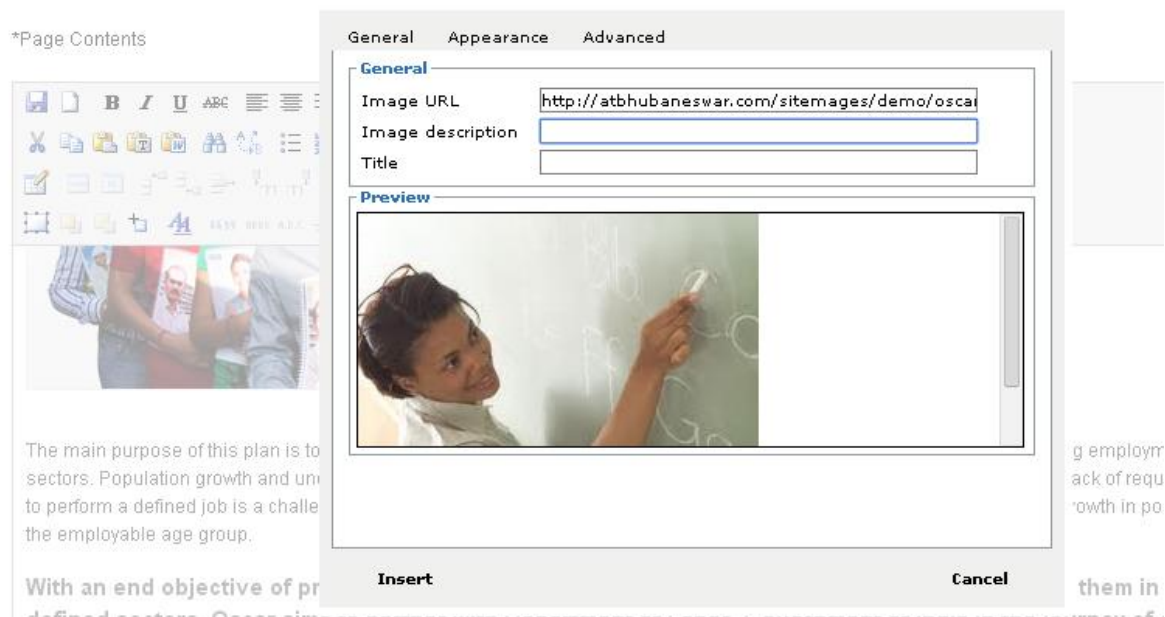 *Page Contents
General Appearance Advanced
General
Image URL http://atbhubaneswar.com/sitemages/demo/oscar
Image description
Title
Preview
B I U ABC
The main purpose of this plan is to
g employm
sectors. Population growth and
ack of requ
to perform a defined job is a challe
owth in po
the employable age group.
With an end objective of pr
them in
Insert Cancel